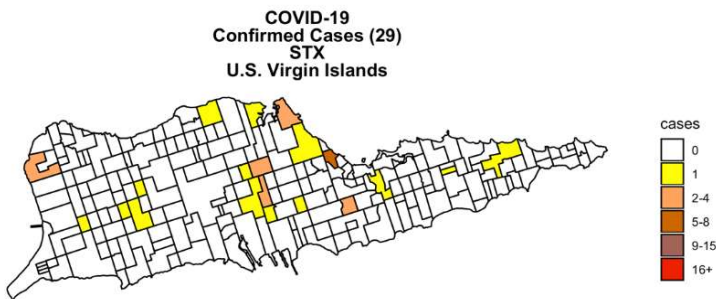 COVID-19
Confirmed Cases (29)
STX
U.S. Virgin Islands
cases
0
1
2-4
5-8
9-15
16+